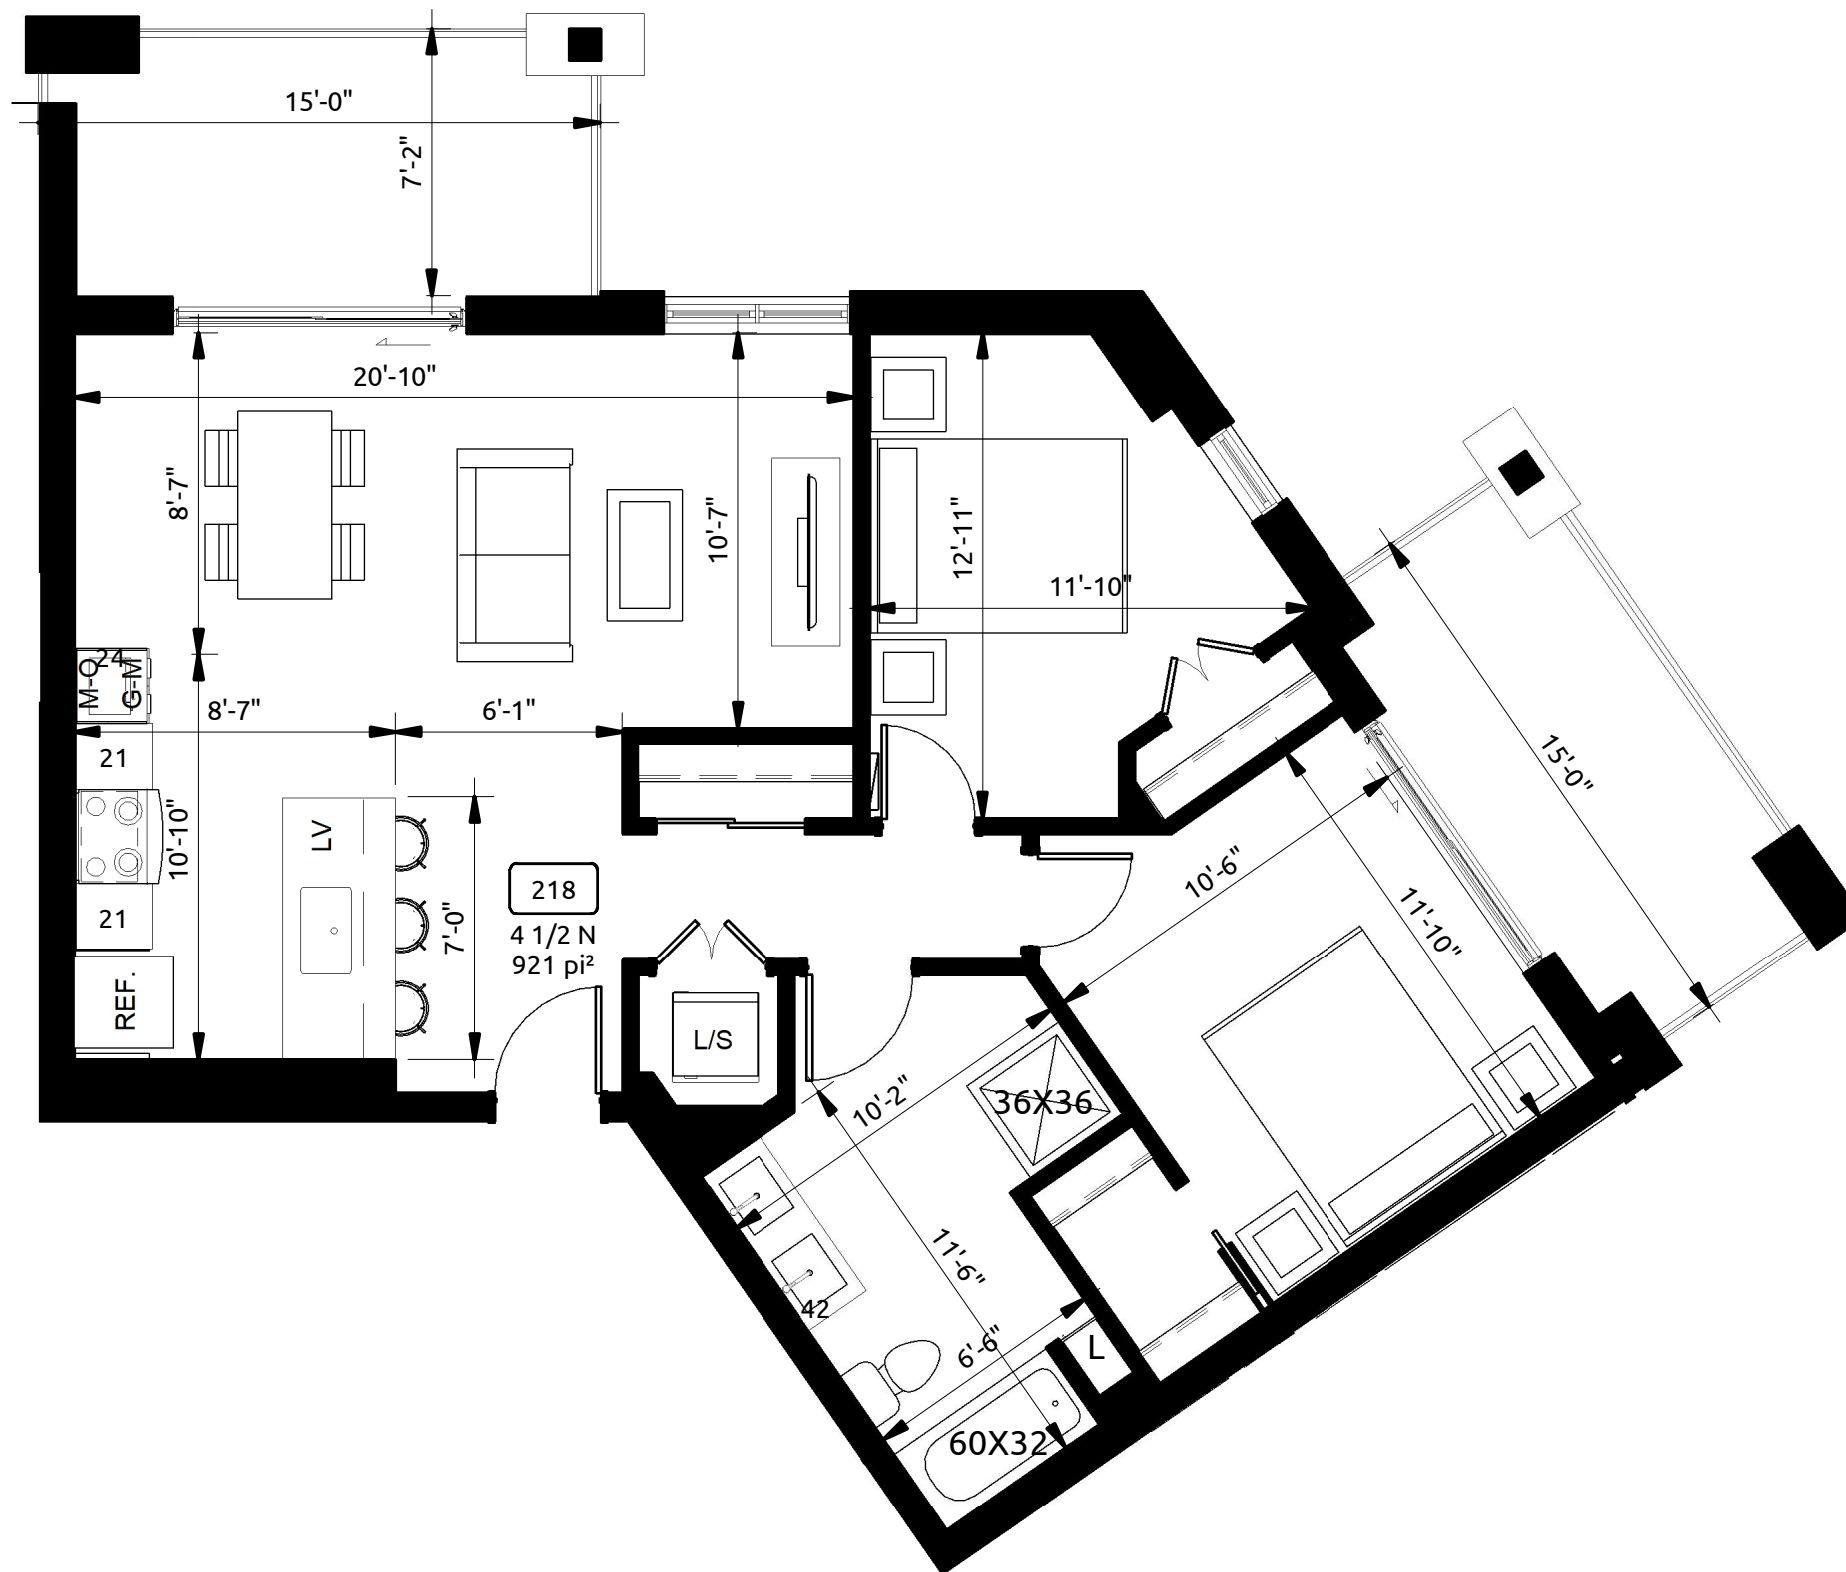 15'-0"
7'-2"
20'-10"
8'-7"
10'-7"
12'-11"
11'-10"
24
M-O
G-M
8'-7"
6'-1"
21
10'-10"
LV
21
7'-0"
REF.
218
4 1/2 N
921 pi²
L/S
15'-0"
10'-6"
11'-10"
10'-2"
36X36
11'-6"
42
6'-6"
L
60X32